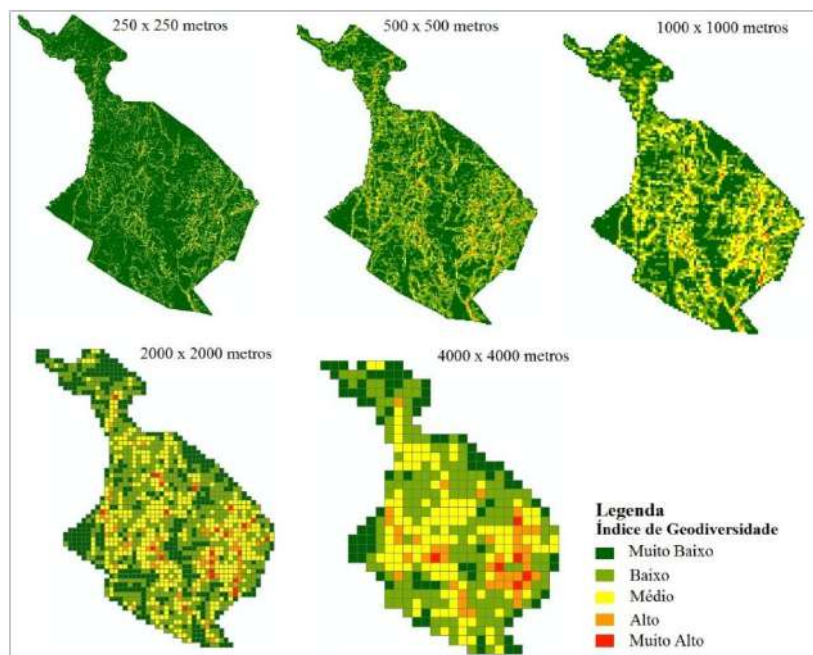 250 x 250 metros
500 x 500 metros
1000 x 1000 metros
2000 x 2000 metros
4000 x 4000 metros
Legenda
Índice de Geodiversidade
Muito Baixo
Baixo
Médio
Alto
Muito Alto